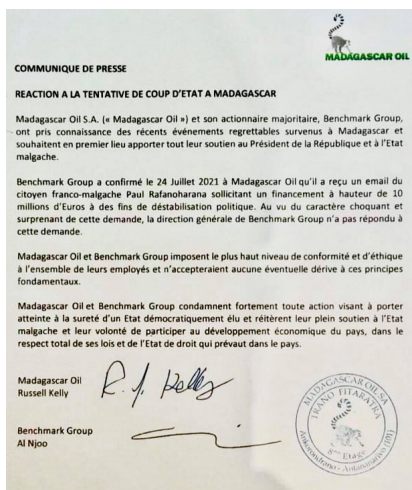 MADAGASCAR OIL
COMMUNIQUE DE PRESSE
REACTION A LA TENTATIVE DE COUP D'ETAT A MADAGASCAR
Madagascar Oil S.A. (« Madagascar Oil ») et son actionnaire majoritaire, Benchmark Group,
ont pris connaissance des récents événements regrettables survenus à Madagascar et
souhaitent en premier lieu apporter tout leur soutien au Président de la République et à l'Etat
malgache.
Benchmark Group a confirmé le 24 Juillet 2021 à Madagascar Oil qu'il a reçu un email du
citoyen franco-malgache Paul Rafanoharana sollicitant un financement à hauteur de 10
millions d'Euros à des fins de déstabilisation politique. Au vu du caractère choquant et
surprenant de cette demande, la direction générale de Benchmark Group n'a pas répondu à
cette demande.
Madagascar Oil et Benchmark Group imposent le plus haut niveau de conformité et d'éthique
à l'ensemble de leurs employés et n'accepteraient aucune éventuelle dérive à ces principes
fondamentaux.
Madagascar Oil et Benchmark Group condamnent fortement toute action visant à porter
atteinte à la sureté d'un Etat démocratiquement élu et réitèrent leur plein soutien à l'Etat
malgache et leur volonté de participer au développement économique du pays, dans le
respect total de ses lois et de l'Etat de droit qui prévaut dans le pays.
Madagascar Oil
Russell Kelly
R. J. Kelly
Benchmark Group
Al Njoo
MADAGASCAR OIL SA
TRANO FITARATRA
8ème Etage
Ankorondrano - Antananarivo (101)